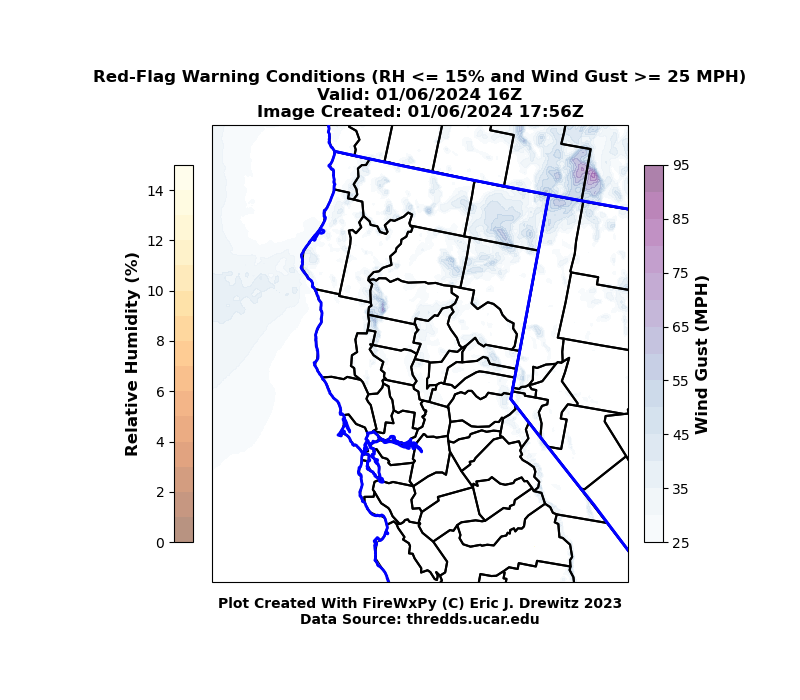 Red-Flag Warning Conditions (RH <= 15% and Wind Gust >= 25 MPH)
Valid: 01/06/2024 16Z
Image Created: 01/06/2024 17:56Z
Relative Humidity (%)
14
12
10
8
6
4
2
0
95
85
75
65
55
45
35
25
Wind Gust (MPH)
Plot Created With FireWxPy (C) Eric J. Drewitz 2023
Data Source: thredds.ucar.edu